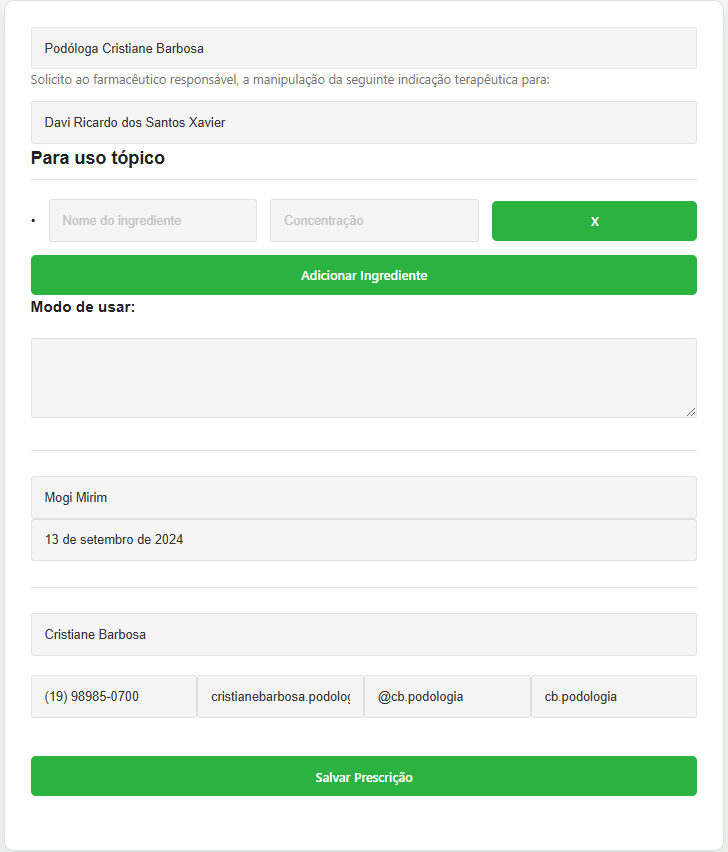 Podóloga Cristiane Barbosa
Solicito ao farmacêutico responsável, a manipulação da seguinte indicação terapêutica para:
Davi Ricardo dos Santos Xavier
Para uso tópico
• Nome do ingrediente Concentração X
Adicionar Ingrediente
Modo de usar:
Mogi Mirim
13 de setembro de 2024
Cristiane Barbosa
(19) 98985-0700 cristianebarbosa.podolog @cb.podologia cb.podologia
Salvar Prescrição